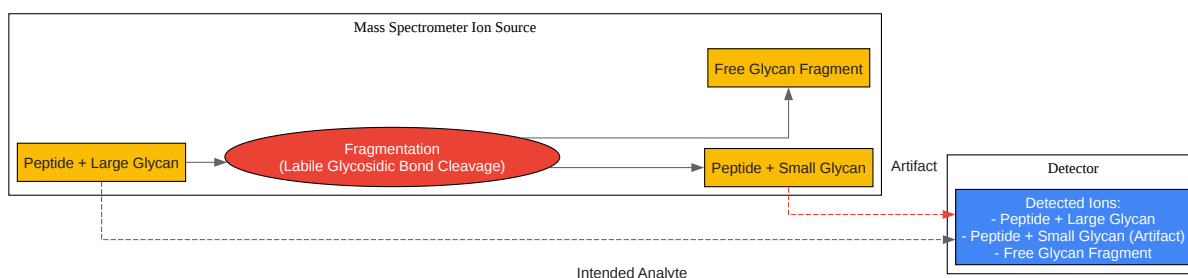 Mass Spectrometer Ion Source
Free Glycan Fragment
Peptide + Large Glycan
Fragmentation
(Labile Glycosidic Bond Cleavage)
Peptide + Small Glycan
Artifact
Detector
Detected Ions:
- Peptide + Large Glycan
- Peptide + Small Glycan (Artifact)
- Free Glycan Fragment
Intended Analyte